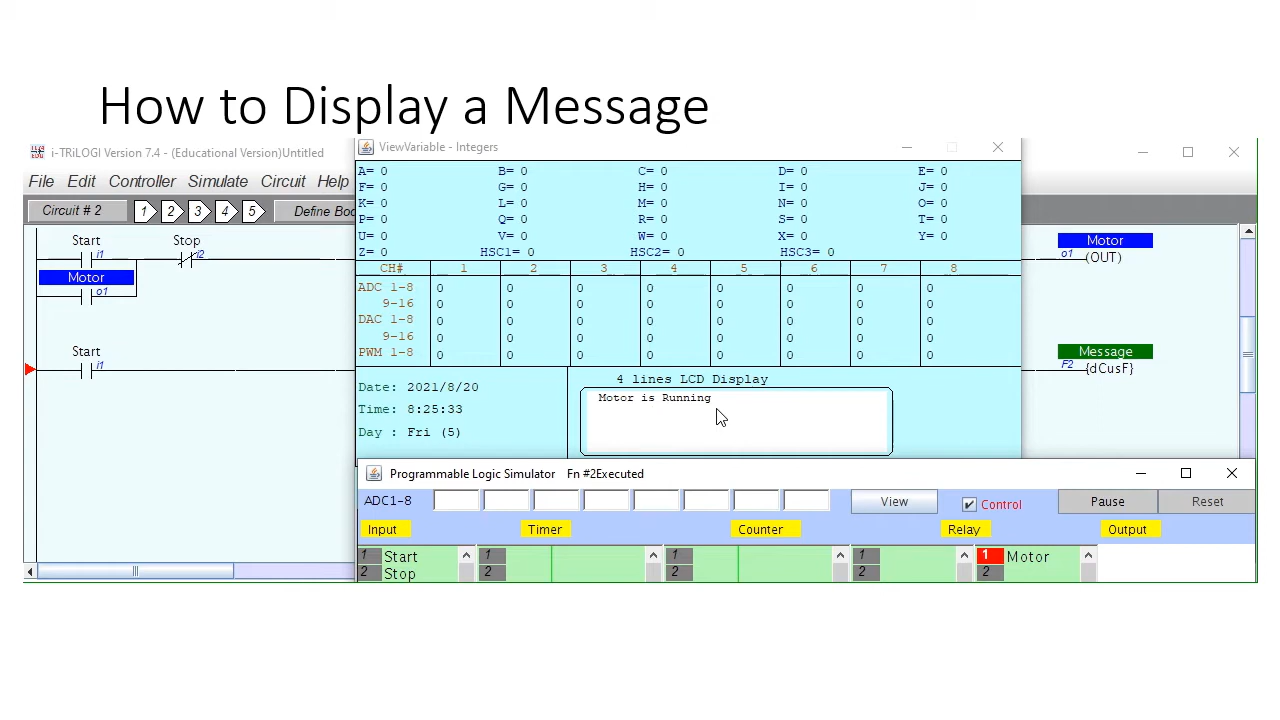 How to Display a Message
i-TRiLOGI Version 7.4 - (Educational Version)Untitled
ViewVariable - Integers
File Edit Controller Simulate Circuit Help
Circuit # 2 1 2 3 4 5
A= 0 B= 0 C= 0 D= 0 E= 0
F= 0 G= 0 H= 0 I= 0 J= 0
K= 0 L= 0 M= 0 N= 0 O= 0
P= 0 Q= 0 R= 0 S= 0 T= 0
U= 0 V= 0 W= 0 X= 0 Y= 0
Z= 0 HSC1= 0 HSC2= 0 HSC3= 0
CH# 1 2 3 4 5 6 7 8
ADC 1-8 0 0 0 0 0 0 0 0
9-16 0 0 0 0 0 0 0 0
DAC 1-8 0 0 0 0 0 0 0 0
9-16 0 0 0 0 0 0 0 0
PWM 1-8 0 0 0 0 0 0 0 0
Start Stop
i1 i2
Motor
o1
Motor
o1 (OUT)
Start
i1
Message
F2 {dCusF}
Date: 2021/8/20
Time: 8:25:33
Day : Fri (5)
4 lines LCD Display
Motor is Running
Programmable Logic Simulator Fn #2Executed
ADC1-8 View Control Pause Reset
Input Timer Counter Relay Output
1 Start 1 1 1 1 Motor
2 Stop 2 2 2 2